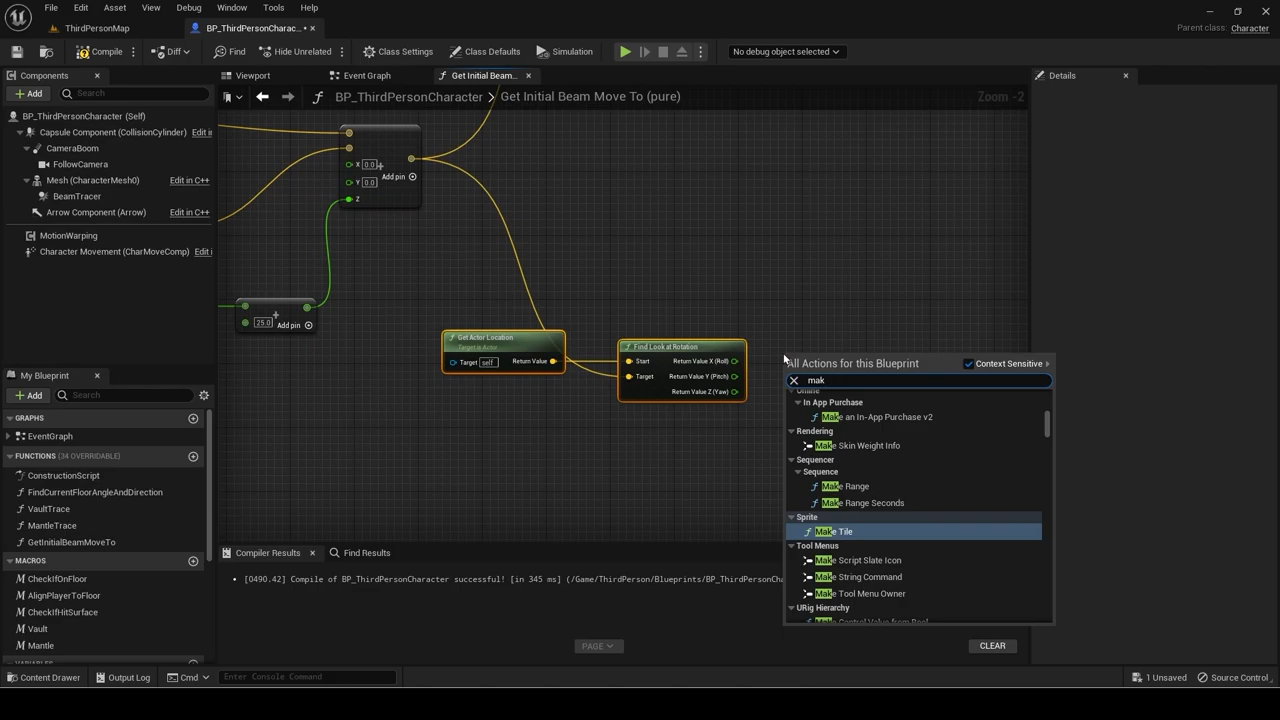 File Edit Asset View Debug Window Tools Help
Parent class: Character
ThirdPersonMap
BP_ThirdPersonCharac... •
Compile
Diff
Find
Hide Unrelated
Class Settings
Class Defaults
Simulation
No debug object selected
Components
Viewport
Event Graph
Get Initial Beam...
Details
Add
Search
BP_ThirdPersonCharacter > Get Initial Beam Move To (pure)
Zoom -2
BP_ThirdPersonCharacter (Self)
Capsule Component (CollisionCylinder) Edit in
CameraBoom
FollowCamera
Mesh (CharacterMesh0) Edit in C++
BeamTracer
Arrow Component (Arrow) Edit in C++
MotionWarping
Character Movement (CharMoveComp) Edit i
X 0.0
Add pin
Y 0.0
Z
25.0 Add pin
Get Actor Location
Target is Actor
Target self Return Value
Find Look at Rotation
Start Return Value X (Roll)
Target Return Value Y (Pitch)
Return Value Z (Yaw)
All Actions for this Blueprint
Context Sensitive
mak
In App Purchase
Make an In-App Purchase v2
Rendering
Make Skin Weight Info
Sequencer
Sequence
Make Range
Make Range Seconds
Sprite
Make Tile
Tool Menus
Make Script Slate Icon
Make String Command
Make Tool Menu Owner
URig Hierarchy
My Blueprint
Add
Search
GRAPHS
EventGraph
FUNCTIONS (34 OVERRIDABLE)
ConstructionScript
FindCurrentFloorAngleAndDirection
VaultTrace
MantleTrace
GetInitialBeamMoveTo
MACROS
CheckIfOnFloor
AlignPlayerToFloor
CheckIfHitSurface
Vault
Mantle
Compiler Results
Find Results
[0490.42] Compile of BP_ThirdPersonCharacter successful! [in 345 ms] (/Game/ThirdPerson/Blueprints/BP_ThirdPersonCha
PAGE
CLEAR
Content Drawer
Output Log
Cmd
Enter Console Command
1 Unsaved
Source Control